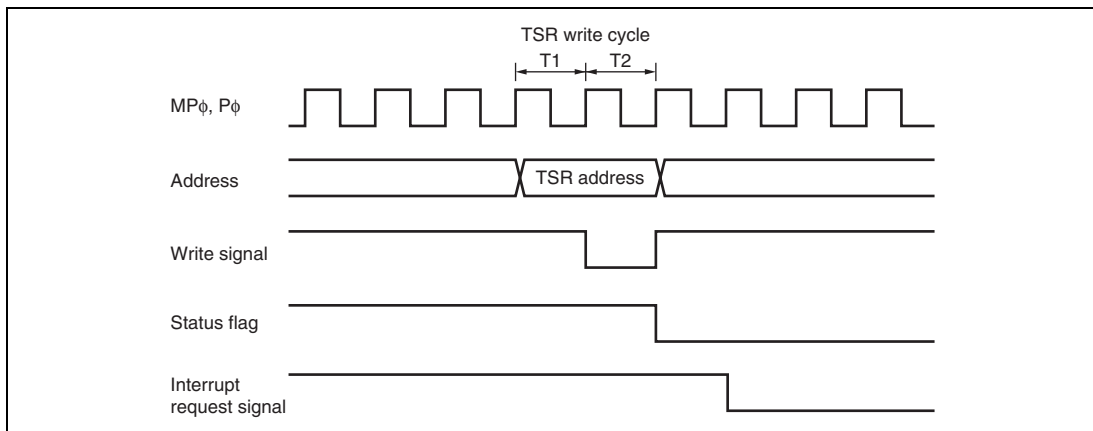 TSR write cycle
T1 T2
MPϕ, Pϕ
Address
TSR address
Write signal
Status flag
Interrupt
request signal